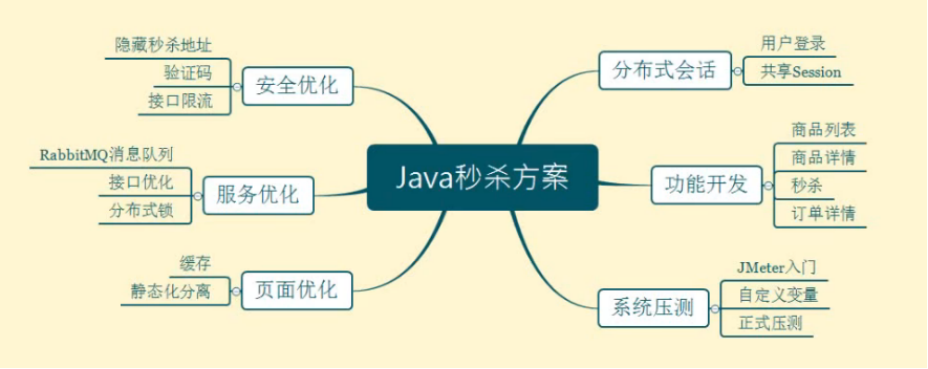 Java秒杀方案
分布式会话
用户登录
共享Session
功能开发
商品列表
商品详情
秒杀
订单详情
系统压测
JMeter入门
自定义变量
正式压测
安全优化
隐藏秒杀地址
验证码
接口限流
服务优化
RabbitMQ消息队列
接口优化
分布式锁
页面优化
缓存
静态化分离